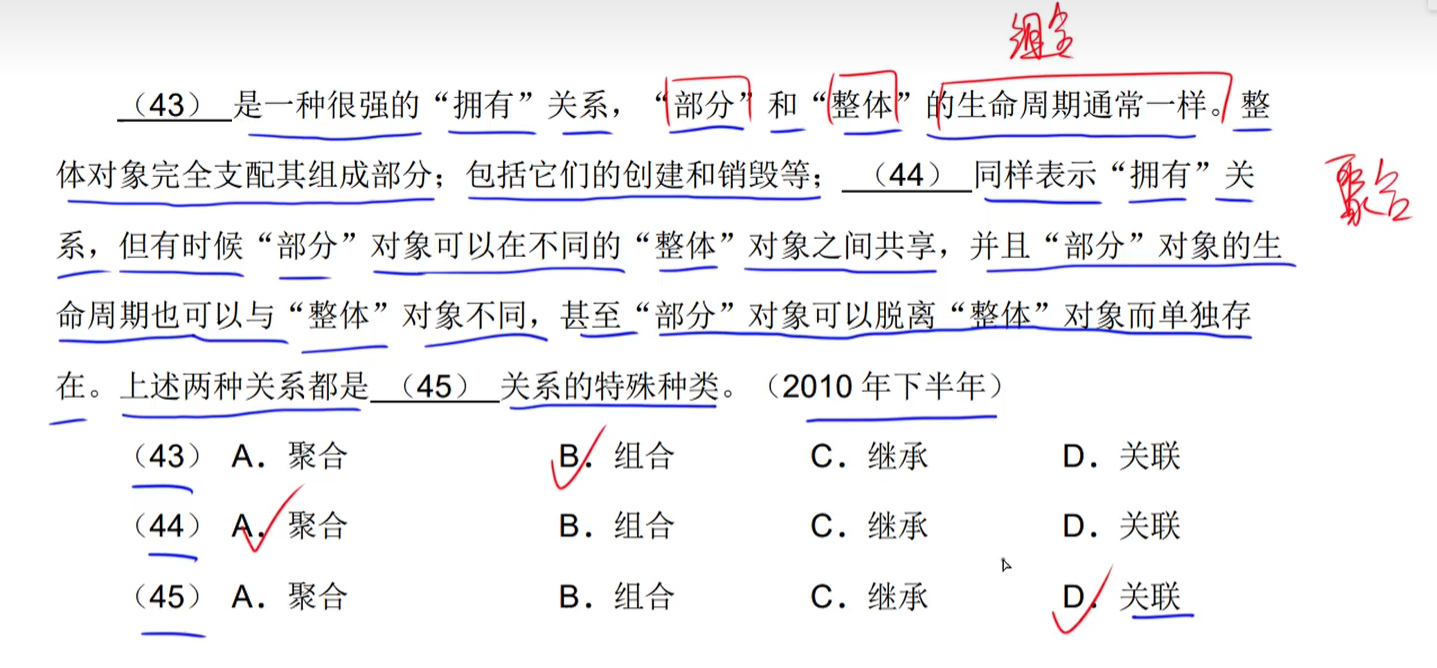 组合
（43） 是一种很强的“拥有”关系，“部分”和“整体”的生命周期通常一样。整
体对象完全支配其组成部分；包括它们的创建和销毁等； （44） 同样表示“拥有”关
聚合
系，但有时候“部分”对象可以在不同的“整体”对象之间共享，并且“部分”对象的生
命周期也可以与“整体”对象不同，甚至“部分”对象可以脱离“整体”对象而单独存
在。上述两种关系都是 （45） 关系的特殊种类。（2010 年下半年）
（43） A．聚合 B．组合 C．继承 D．关联
（44） A．聚合 B．组合 C．继承 D．关联
（45） A．聚合 B．组合 C．继承 D．关联